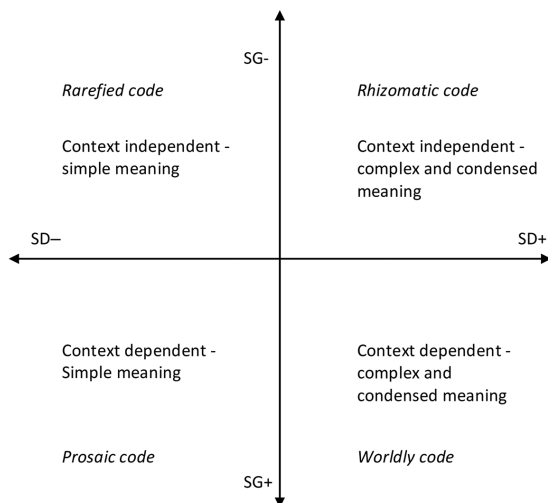 SG-
Rarefied code
Rhizomatic code
Context independent -
simple meaning
Context independent -
complex and condensed
meaning
SD–
SD+
Context dependent -
Simple meaning
Context dependent -
complex and
condensed meaning
Prosaic code
Worldly code
SG+